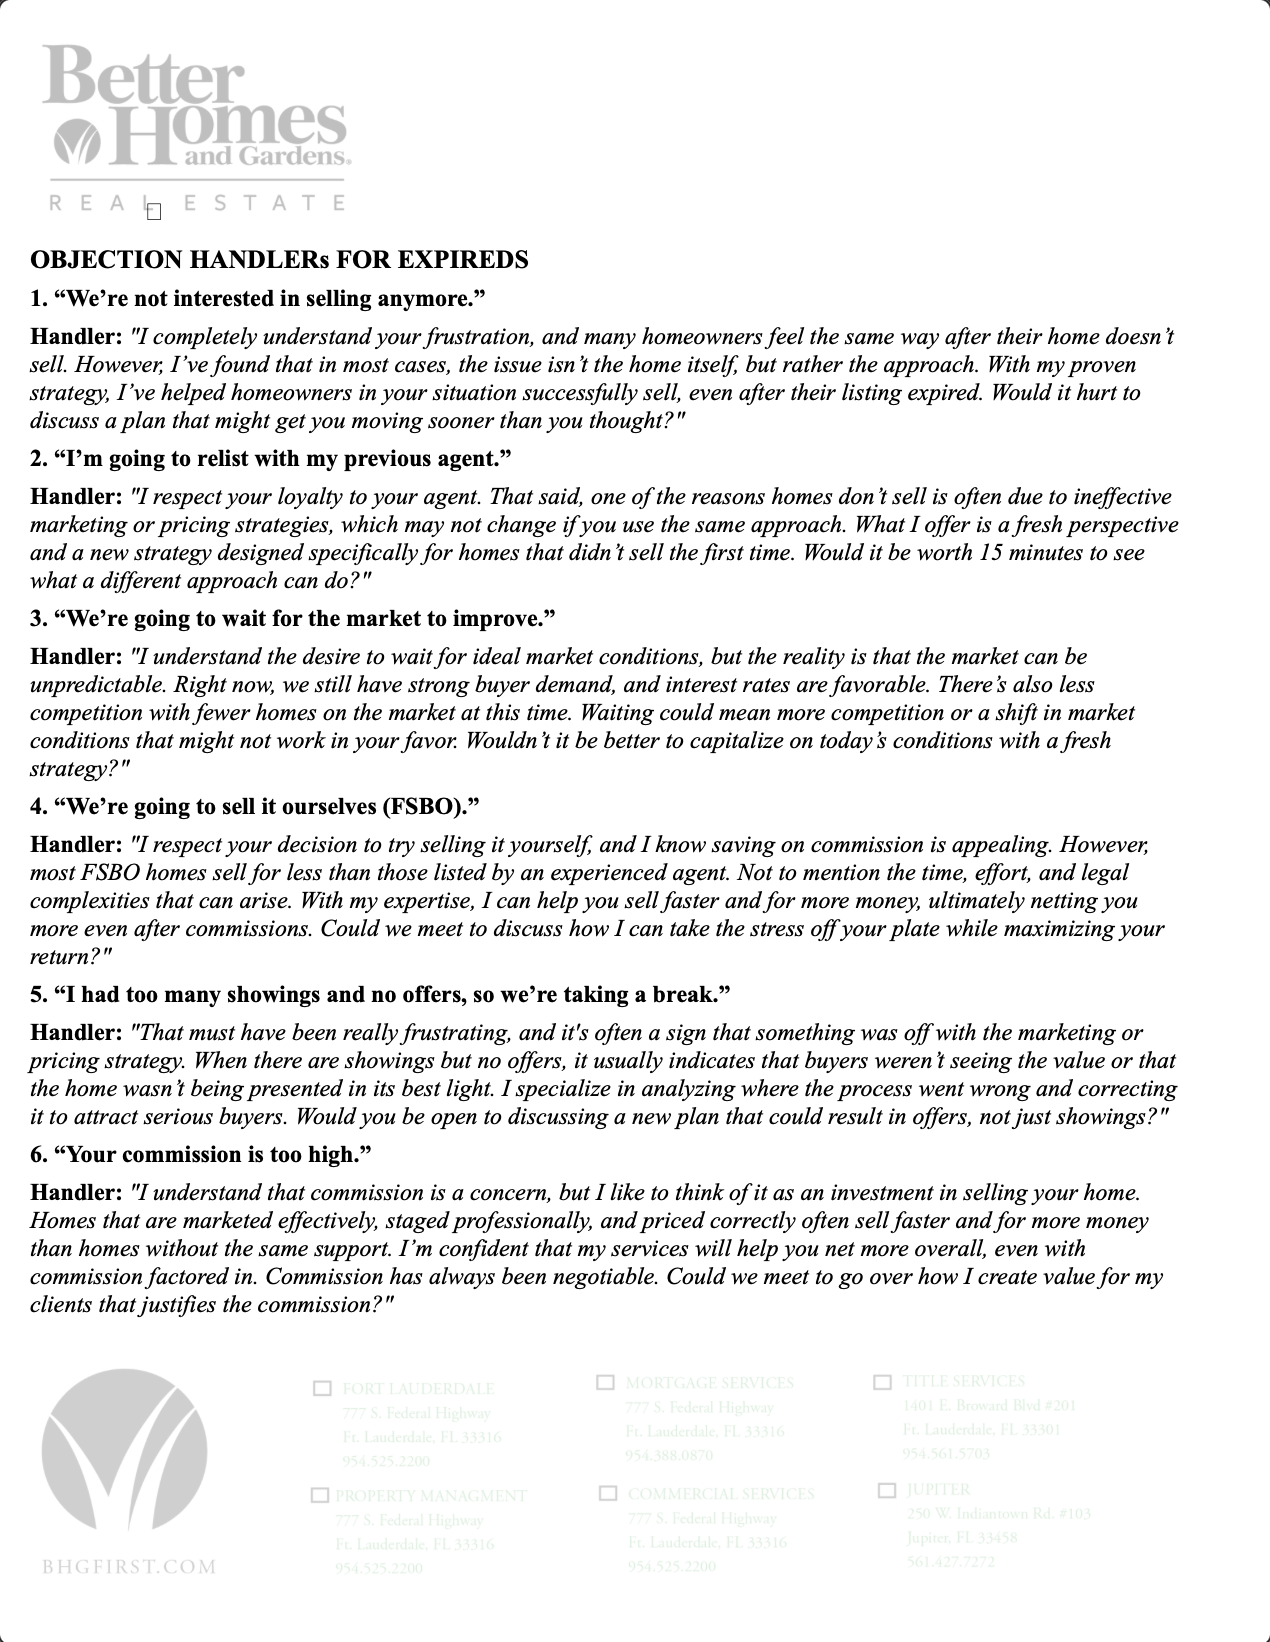 Better
Homes
and Gardens®
REAL ESTATE
OBJECTION HANDLERs FOR EXPIREDS
1. “We’re not interested in selling anymore.”
Handler: "I completely understand your frustration, and many homeowners feel the same way after their home doesn’t
sell. However, I’ve found that in most cases, the issue isn’t the home itself, but rather the approach. With my proven
strategy, I’ve helped homeowners in your situation successfully sell, even after their listing expired. Would it hurt to
discuss a plan that might get you moving sooner than you thought?"
2. “I’m going to relist with my previous agent.”
Handler: "I respect your loyalty to your agent. That said, one of the reasons homes don’t sell is often due to ineffective
marketing or pricing strategies, which may not change if you use the same approach. What I offer is a fresh perspective
and a new strategy designed specifically for homes that didn’t sell the first time. Would it be worth 15 minutes to see
what a different approach can do?"
3. “We’re going to wait for the market to improve.”
Handler: "I understand the desire to wait for ideal market conditions, but the reality is that the market can be
unpredictable. Right now, we still have strong buyer demand, and interest rates are favorable. There’s also less
competition with fewer homes on the market at this time. Waiting could mean more competition or a shift in market
conditions that might not work in your favor. Wouldn’t it be better to capitalize on today’s conditions with a fresh
strategy?"
4. “We’re going to sell it ourselves (FSBO).”
Handler: "I respect your decision to try selling it yourself, and I know saving on commission is appealing. However,
most FSBO homes sell for less than those listed by an experienced agent. Not to mention the time, effort, and legal
complexities that can arise. With my expertise, I can help you sell faster and for more money, ultimately netting you
more even after commissions. Could we meet to discuss how I can take the stress off your plate while maximizing your
return?"
5. “I had too many showings and no offers, so we’re taking a break.”
Handler: "That must have been really frustrating, and it's often a sign that something was off with the marketing or
pricing strategy. When there are showings but no offers, it usually indicates that buyers weren’t seeing the value or that
the home wasn’t being presented in its best light. I specialize in analyzing where the process went wrong and correcting
it to attract serious buyers. Would you be open to discussing a new plan that could result in offers, not just showings?"
6. “Your commission is too high.”
Handler: "I understand that commission is a concern, but I like to think of it as an investment in selling your home.
Homes that are marketed effectively, staged professionally, and priced correctly often sell faster and for more money
than homes without the same support. I’m confident that my services will help you net more overall, even with
commission factored in. Commission has always been negotiable. Could we meet to go over how I create value for my
clients that justifies the commission?"
FORT LAUDERDALE
777 S. Federal Highway
Ft. Lauderdale, FL 33316
954.525.2200
MORTGAGE SERVICES
777 S. Federal Highway
Ft. Lauderdale, FL 33316
954.388.0870
TITLE SERVICES
1401 E. Broward Blvd #201
Ft. Lauderdale, FL 33301
954.561.5703
PROPERTY MANAGMENT
777 S. Federal Highway
Ft. Lauderdale, FL 33316
954.525.2200
COMMERCIAL SERVICES
777 S. Federal Highway
Ft. Lauderdale, FL 33316
954.525.2200
JUPITER
250 W. Indiantown Rd. #103
Jupiter, FL 33458
561.427.7272
BHGFIRST.COM